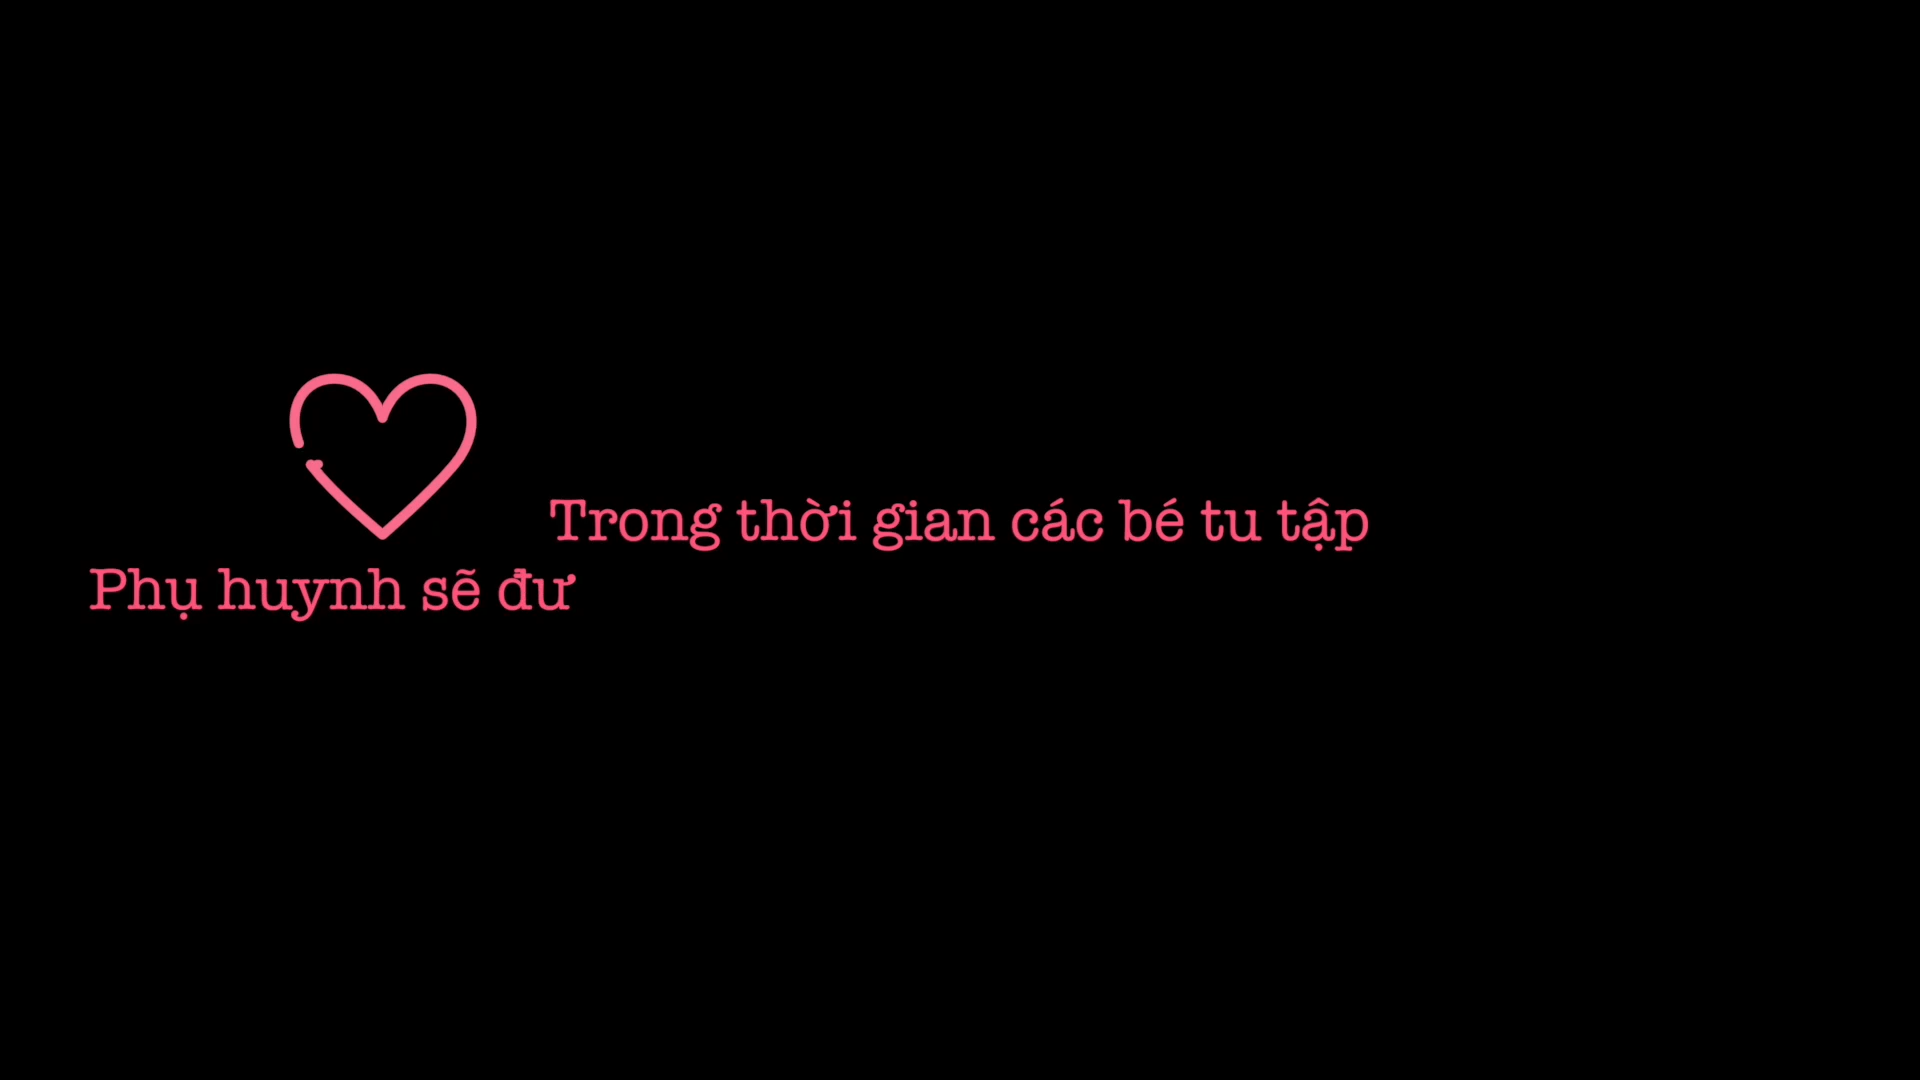 Trong thời gian các bé tu tập
Phụ huynh sẽ đư